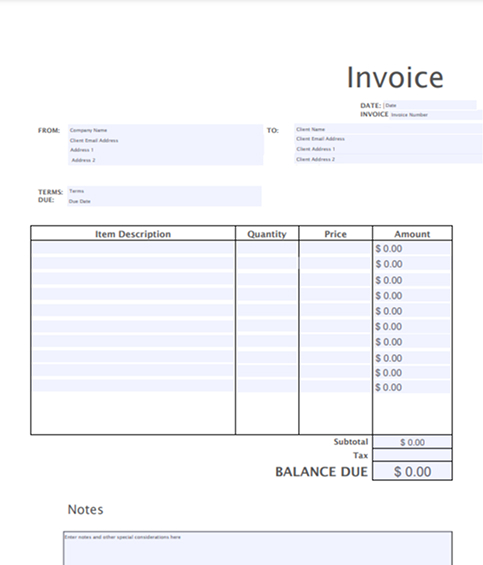 Invoice
DATE: Date
INVOICE Invoice Number
FROM: Company Name
Client Email Address
Address 1
Address 2
TO: Client Name
Client Email Address
Client Address 1
Client Address 2
TERMS: Terms
DUE: Due Date
Item Description Quantity Price Amount
$ 0.00
$ 0.00
$ 0.00
$ 0.00
$ 0.00
$ 0.00
$ 0.00
$ 0.00
$ 0.00
$ 0.00
Subtotal $ 0.00
Tax
BALANCE DUE $ 0.00
Notes
Enter notes and other special considerations here